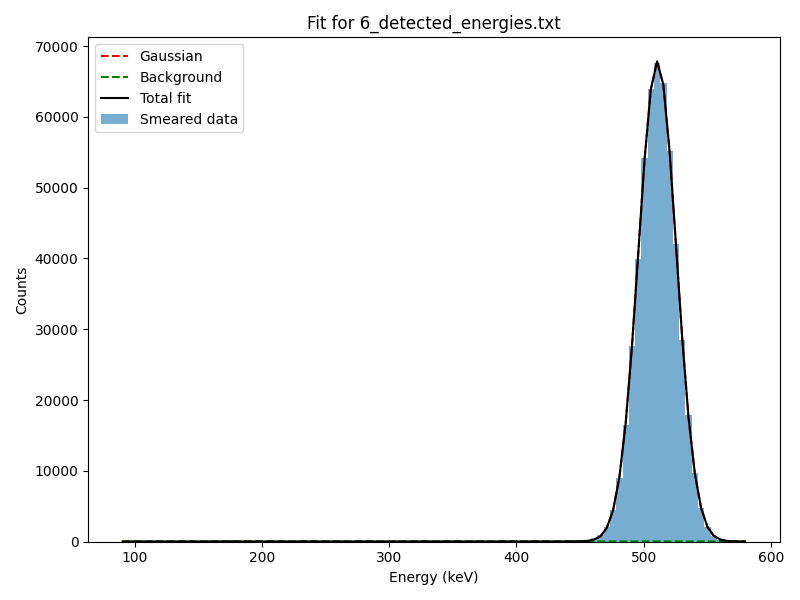 Fit for 6_detected_energies.txt
70000
60000
50000
40000
30000
20000
10000
0
Counts
Gaussian
Background
Total fit
Smeared data
100 200 300 400 500 600
Energy (keV)